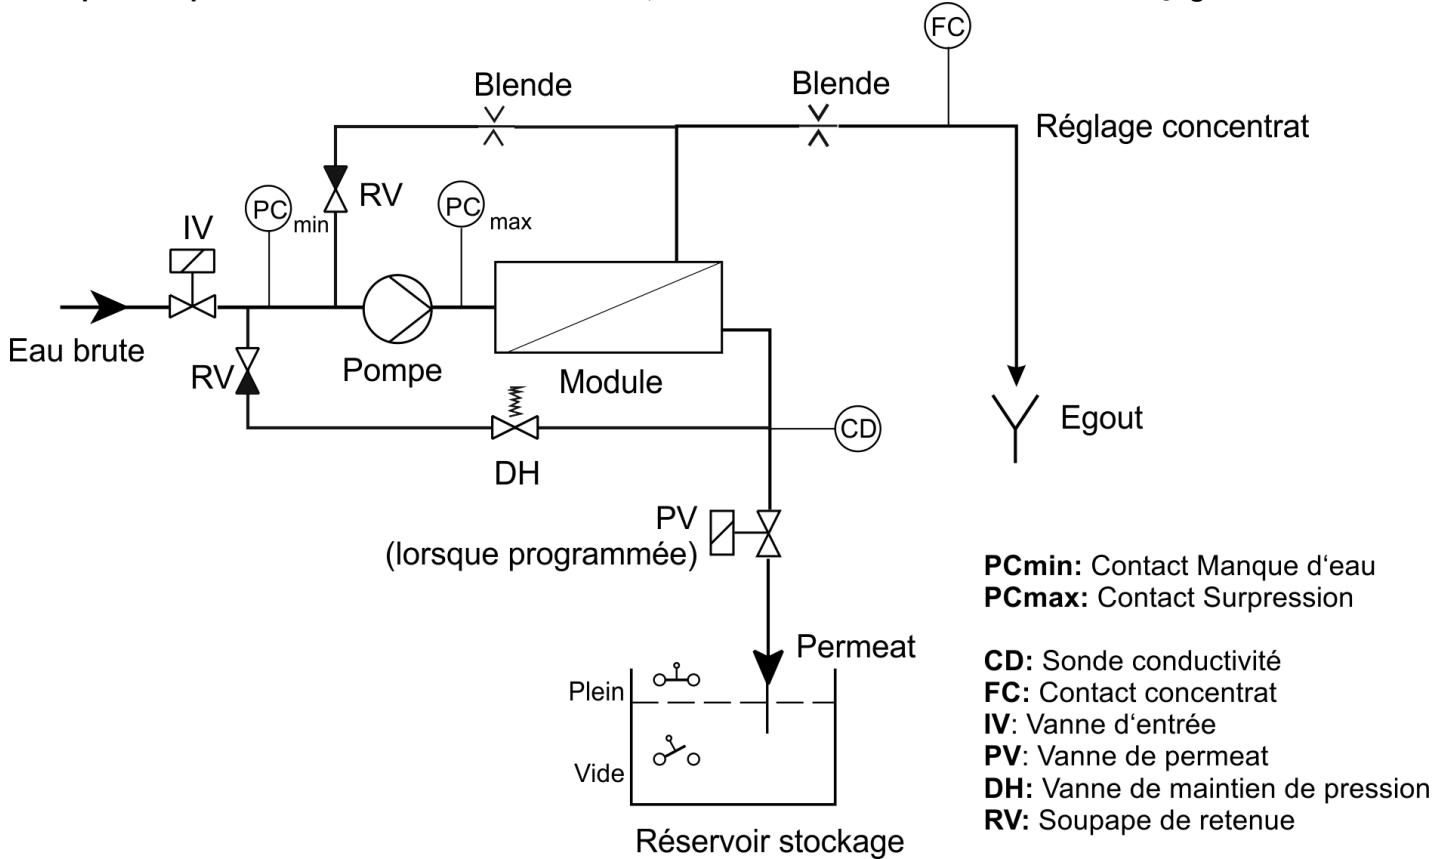 FC
Blende
Blende
Réglage concentrat
RV
PC min
PC max
IV
Eau brute
RV
Pompe
Module
CD
Egout
DH
PV
(lorsque programmée)
Permeat
Plein
Vide
Réservoir stockage
PCmin: Contact Manque d‘eau
PCmax: Contact Surpression
CD: Sonde conductivité
FC: Contact concentrat
IV: Vanne d‘entrée
PV: Vanne de permeat
DH: Vanne de maintien de pression
RV: Soupape de retenue